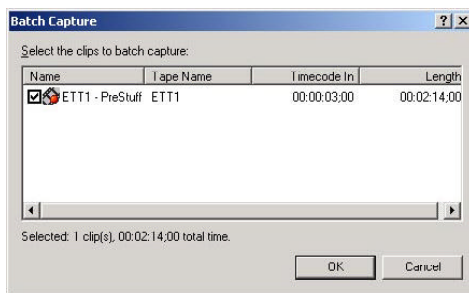 Batch Capture
Select the clips to batch capture:
Name Tape Name Timecode In Length
ETT1 - PreStuff ETT1 00:00:03;00 00:02:14;00
Selected: 1 clip(s), 00:02:14;00 total time.
OK Cancel